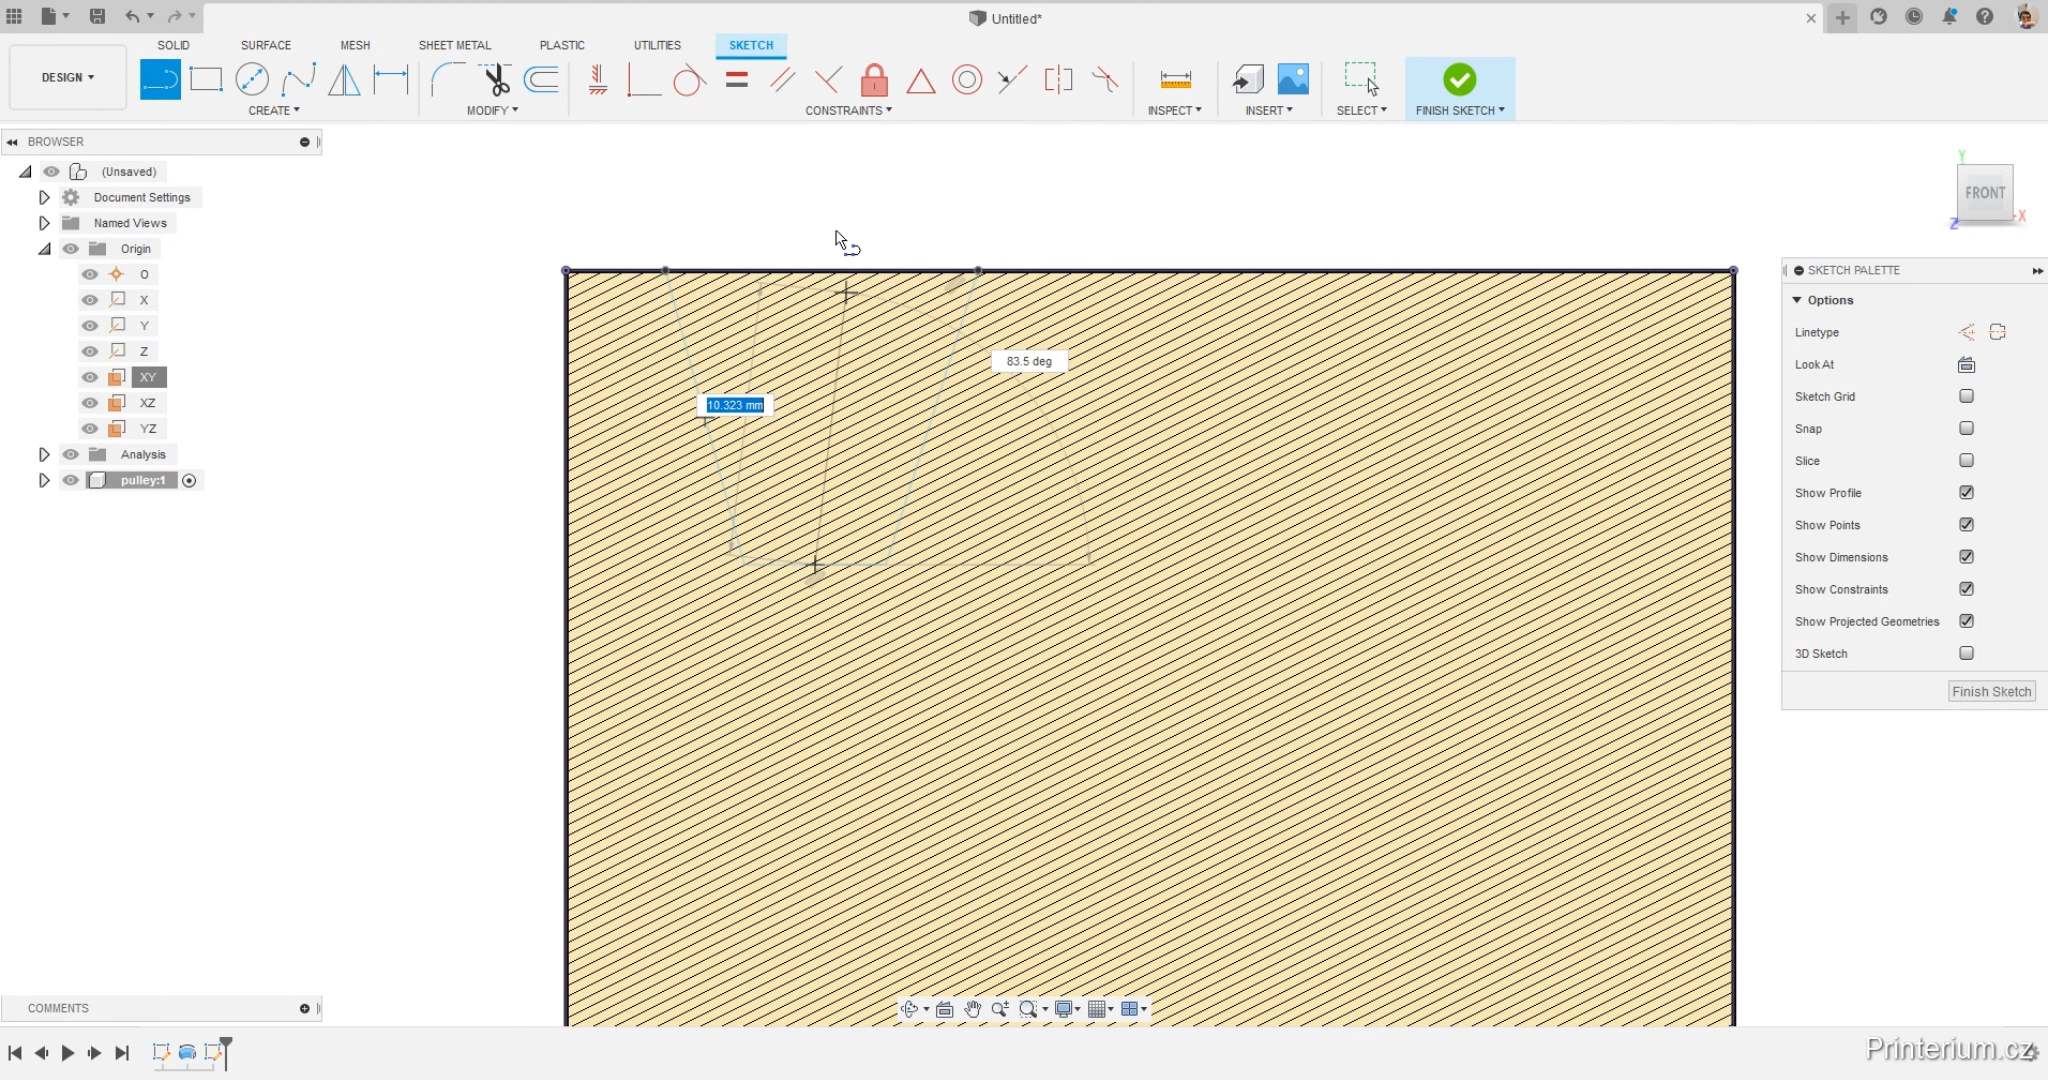 Untitled*
SOLID SURFACE MESH SHEET METAL PLASTIC UTILITIES SKETCH
DESIGN
CREATE MODIFY CONSTRAINTS INSPECT INSERT SELECT FINISH SKETCH
BROWSER
(Unsaved)
Document Settings
Named Views
Origin
O
X
Y
Z
XY
XZ
YZ
Analysis
pulley:1
Y
FRONT
X
Z
83.5 deg
10.323 mm
SKETCH PALETTE
Options
Linetype
Look At
Sketch Grid
Snap
Slice
Show Profile
Show Points
Show Dimensions
Show Constraints
Show Projected Geometries
3D Sketch
Finish Sketch
COMMENTS
Printerium.cz